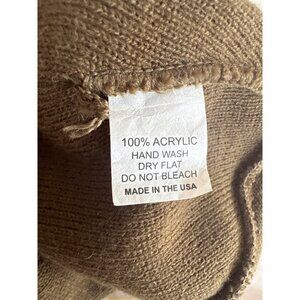 100% ACRYLIC
HAND WASH
DRY FLAT
DO NOT BLEACH
MADE IN THE USA